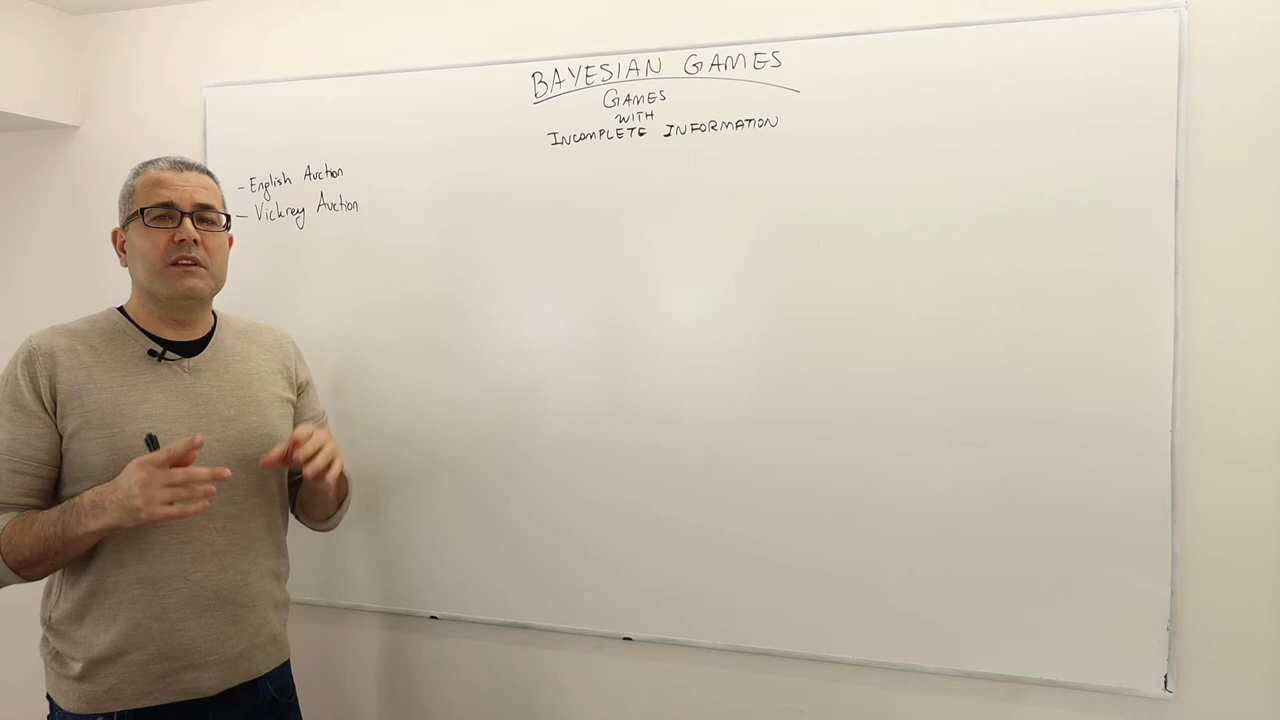 BAYESIAN GAMES
GAMES
WITH
INCOMPLETE INFORMATION
- English Auction
- Vickrey Auction